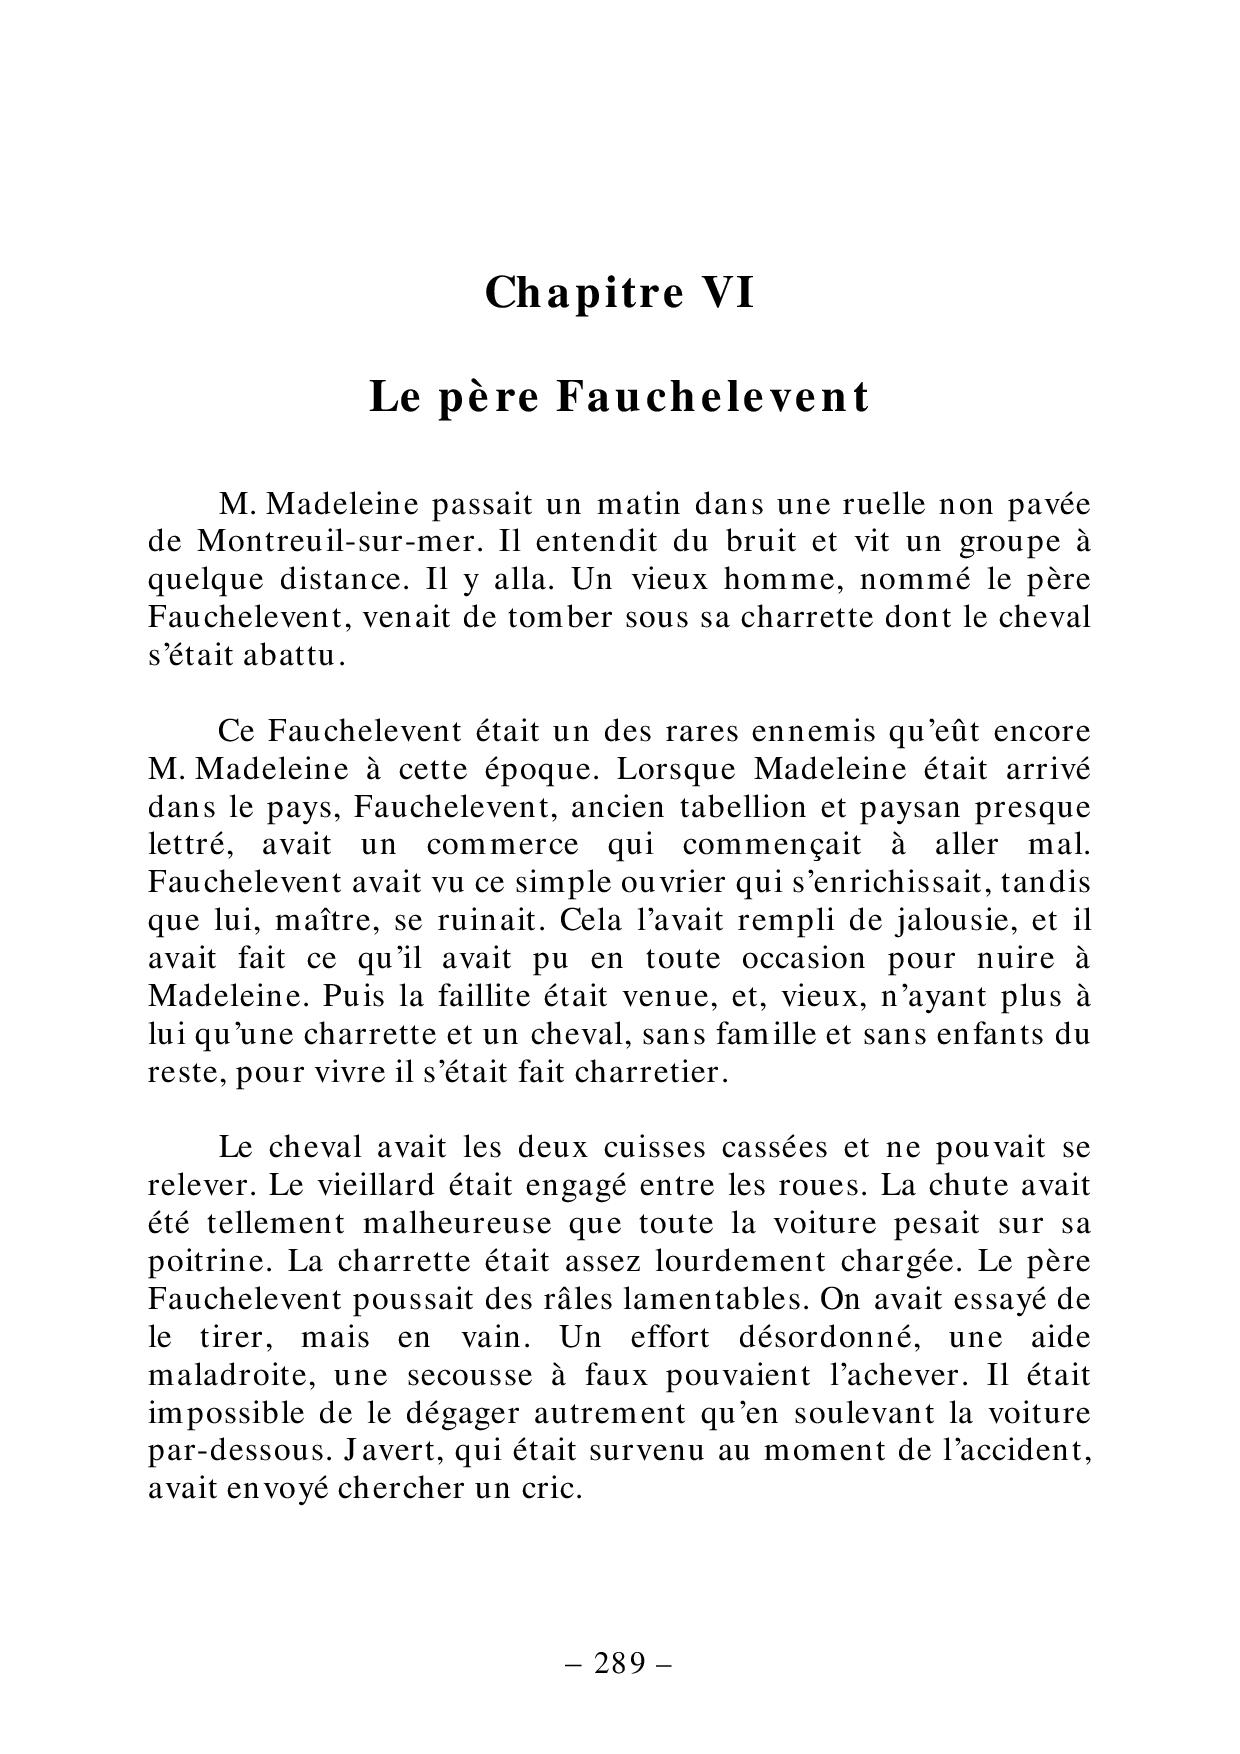 Chapitre VI
Le père Fauchelevent
M. Madeleine passait un matin dans une ruelle non pavée
de Montreuil-sur-mer. Il entendit du bruit et vit un groupe à
quelque distance. Il y alla. Un vieux homme, nommé le père
Fauchelevent, venait de tomber sous sa charrette dont le cheval
s’était abattu.
Ce Fauchelevent était un des rares ennemis qu’eût encore
M. Madeleine à cette époque. Lorsque Madeleine était arrivé
dans le pays, Fauchelevent, ancien tabellion et paysan presque
lettré, avait un commerce qui commençait à aller mal.
Fauchelevent avait vu ce simple ouvrier qui s’enrichissait, tandis
que lui, maître, se ruinait. Cela l’avait rempli de jalousie, et il
avait fait ce qu’il avait pu en toute occasion pour nuire à
Madeleine. Puis la faillite était venue, et, vieux, n’ayant plus à
lui qu’une charrette et un cheval, sans famille et sans enfants du
reste, pour vivre il s’était fait charretier.
Le cheval avait les deux cuisses cassées et ne pouvait se
relever. Le vieillard était engagé entre les roues. La chute avait
été tellement malheureuse que toute la voiture pesait sur sa
poitrine. La charrette était assez lourdement chargée. Le père
Fauchelevent poussait des râles lamentables. On avait essayé de
le tirer, mais en vain. Un effort désordonné, une aide
maladroite, une secousse à faux pouvaient l’achever. Il était
impossible de le dégager autrement qu’en soulevant la voiture
par-dessous. Javert, qui était survenu au moment de l’accident,
avait envoyé chercher un cric.
– 289 –